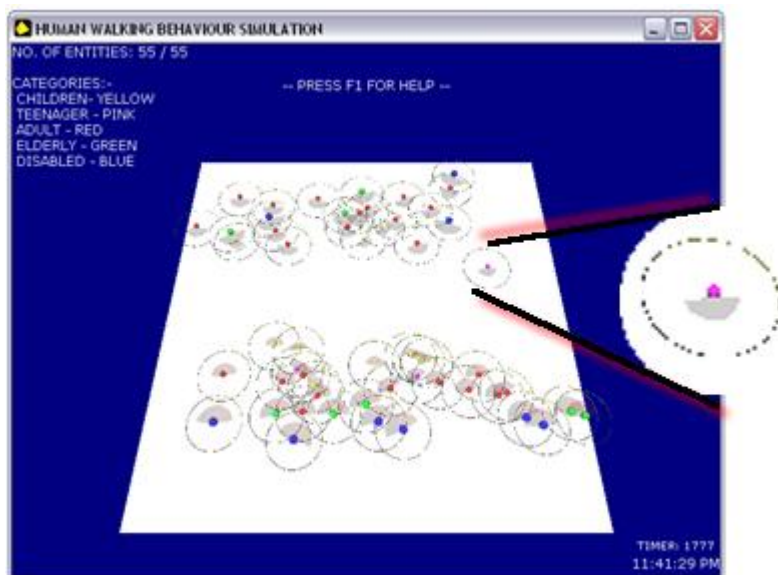 HUMAN WALKING BEHAVIOUR SIMULATION
NO. OF ENTITIES: 55 / 55
-- PRESS F1 FOR HELP --
CATEGORIES:-
CHILDREN- YELLOW
TEENAGER - PINK
ADULT - RED
ELDERLY - GREEN
DISABLED - BLUE
TIMER: 1777
11:41:29 PM